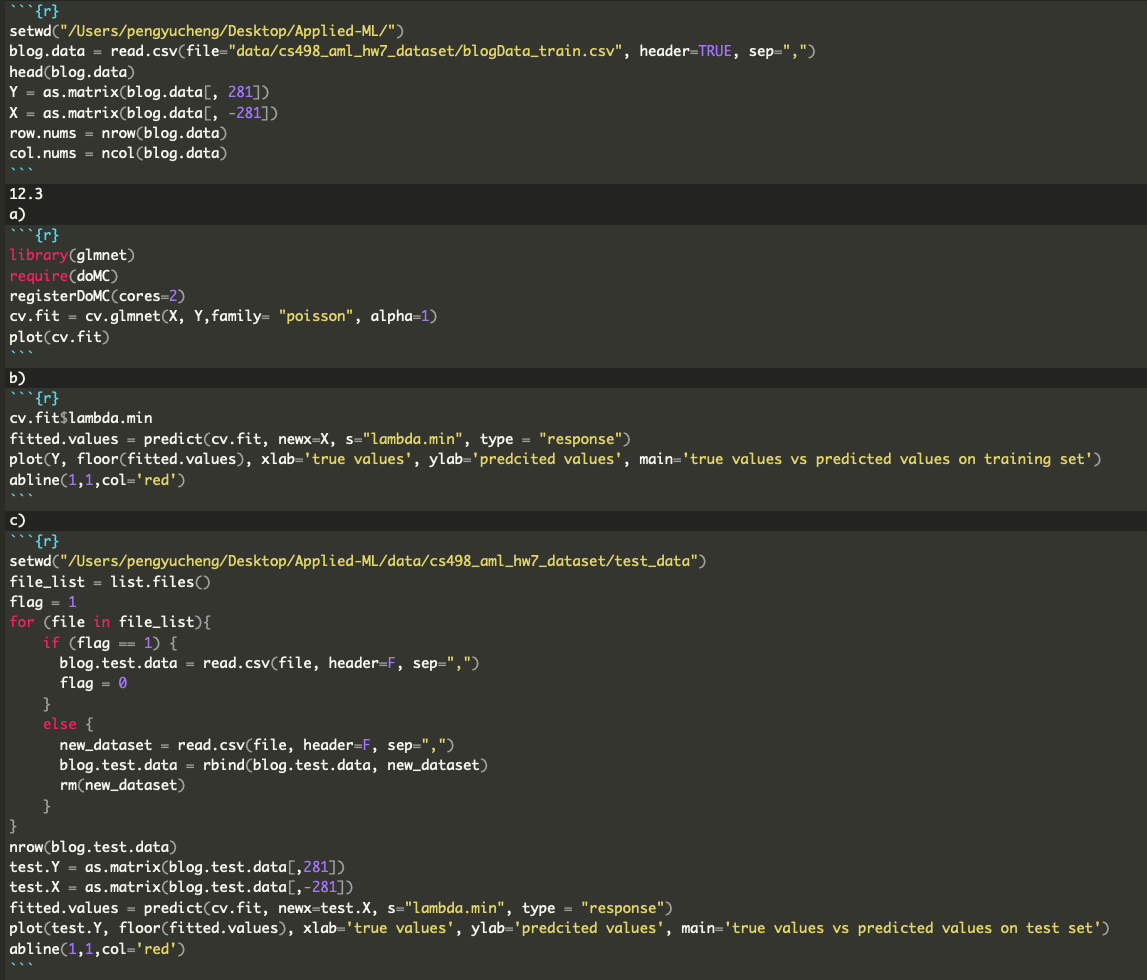 ```{r}
setwd("/Users/pengyucheng/Desktop/Applied-ML/")
blog.data = read.csv(file="data/cs498_aml_hw7_dataset/blogData_train.csv", header=TRUE, sep=",")
head(blog.data)
Y = as.matrix(blog.data[, 281])
X = as.matrix(blog.data[, -281])
row.nums = nrow(blog.data)
col.nums = ncol(blog.data)
```
12.3
a)
```{r}
library(glmnet)
require(doMC)
registerDoMC(cores=2)
cv.fit = cv.glmnet(X, Y,family= "poisson", alpha=1)
plot(cv.fit)
```
b)
```{r}
cv.fit$lambda.min
fitted.values = predict(cv.fit, newx=X, s="lambda.min", type = "response")
plot(Y, floor(fitted.values), xlab='true values', ylab='predcited values', main='true values vs predicted values on training set')
abline(1,1,col='red')
```
c)
```{r}
setwd("/Users/pengyucheng/Desktop/Applied-ML/data/cs498_aml_hw7_dataset/test_data")
file_list = list.files()
flag = 1
for (file in file_list){
    if (flag == 1) {
      blog.test.data = read.csv(file, header=F, sep=",")
      flag = 0
    }
    else {
      new_dataset = read.csv(file, header=F, sep=",")
      blog.test.data = rbind(blog.test.data, new_dataset)
      rm(new_dataset)
    }
}
nrow(blog.test.data)
test.Y = as.matrix(blog.test.data[,281])
test.X = as.matrix(blog.test.data[,-281])
fitted.values = predict(cv.fit, newx=test.X, s="lambda.min", type = "response")
plot(test.Y, floor(fitted.values), xlab='true values', ylab='predcited values', main='true values vs predicted values on test set')
abline(1,1,col='red')
```